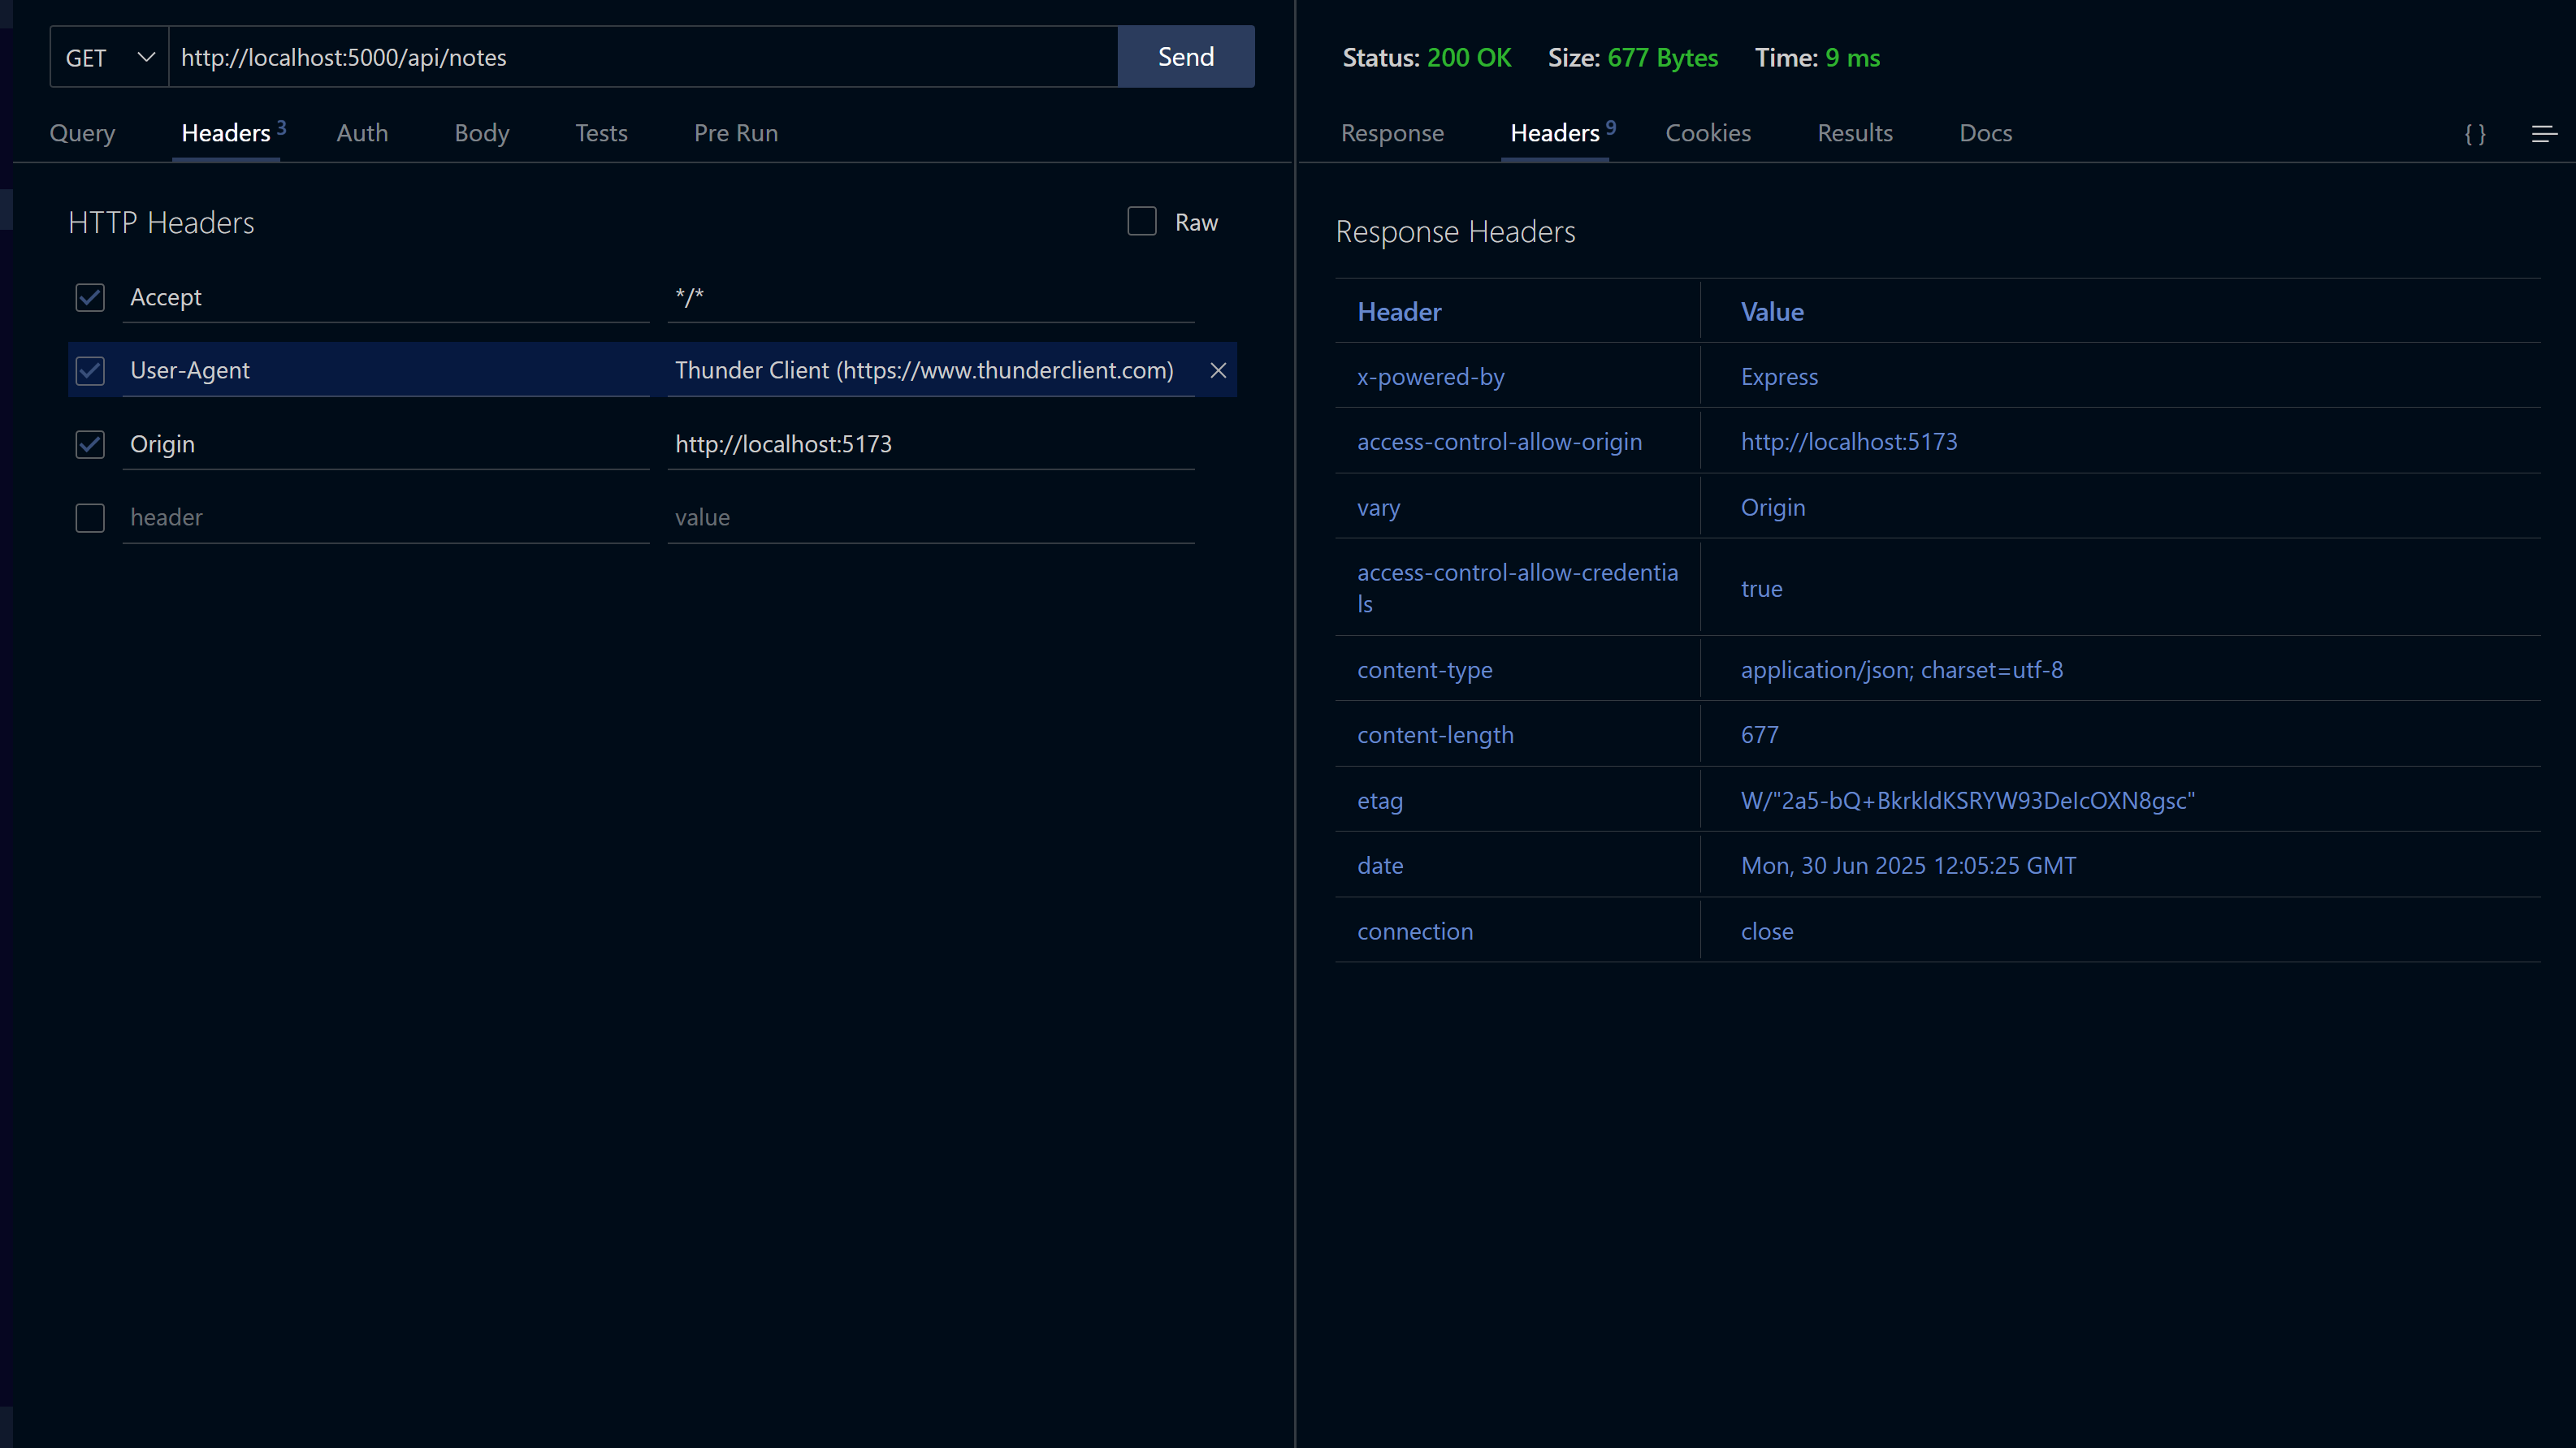 GET http://localhost:5000/api/notes Send
Query Headers 3 Auth Body Tests Pre Run
HTTP Headers Raw
Accept */*
User-Agent Thunder Client (https://www.thunderclient.com)
Origin http://localhost:5173
header value
Status: 200 OK Size: 677 Bytes Time: 9 ms
Response Headers 9 Cookies Results Docs { }
Response Headers
Header Value
x-powered-by Express
access-control-allow-origin http://localhost:5173
vary Origin
access-control-allow-credentia
ls true
content-type application/json; charset=utf-8
content-length 677
etag W/"2a5-bQ+BkrkldKSRYW93DeIcOXN8gsc"
date Mon, 30 Jun 2025 12:05:25 GMT
connection close